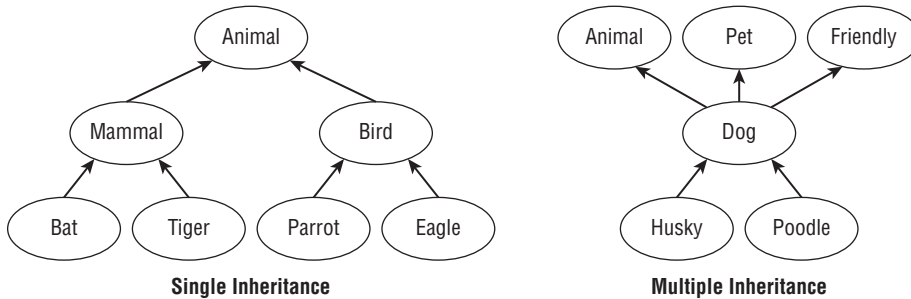 Animal
Mammal
Bird
Bat
Tiger
Parrot
Eagle
Single Inheritance
Animal
Pet
Friendly
Dog
Husky
Poodle
Multiple Inheritance